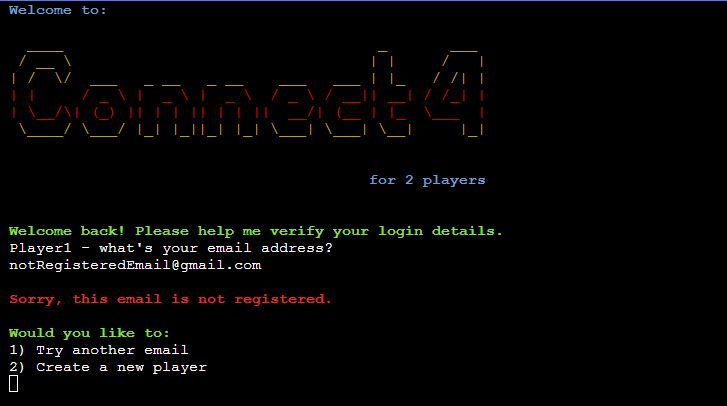 Welcome to:
Connect4
for 2 players
Welcome back! Please help me verify your login details.
Player1 - what's your email address?
notRegisteredEmail@gmail.com
Sorry, this email is not registered.
Would you like to:
1) Try another email
2) Create a new player